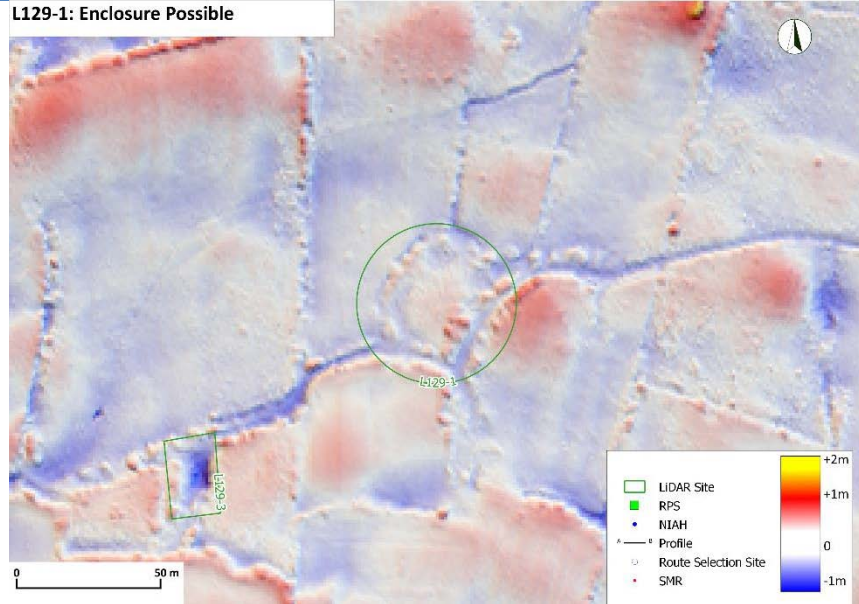 L129-1: Enclosure Possible
L129-1
L129-3
LiDAR Site
RPS
NIAH
Profile
Route Selection Site
SMR
+2m
+1m
0
-1m
0
50 m